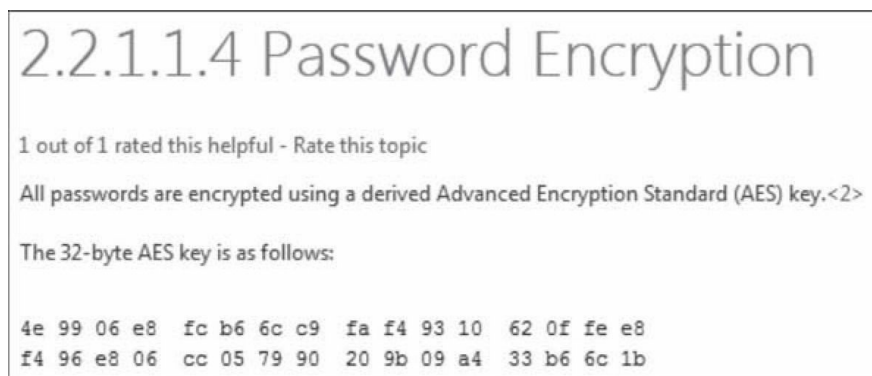 2.2.1.1.4 Password Encryption
1 out of 1 rated this helpful - Rate this topic
All passwords are encrypted using a derived Advanced Encryption Standard (AES) key.<2>
The 32-byte AES key is as follows:
4e 99 06 e8 fc b6 6c c9 fa f4 93 10 62 0f fe e8
f4 96 e8 06 cc 05 79 90 20 9b 09 a4 33 b6 6c 1b